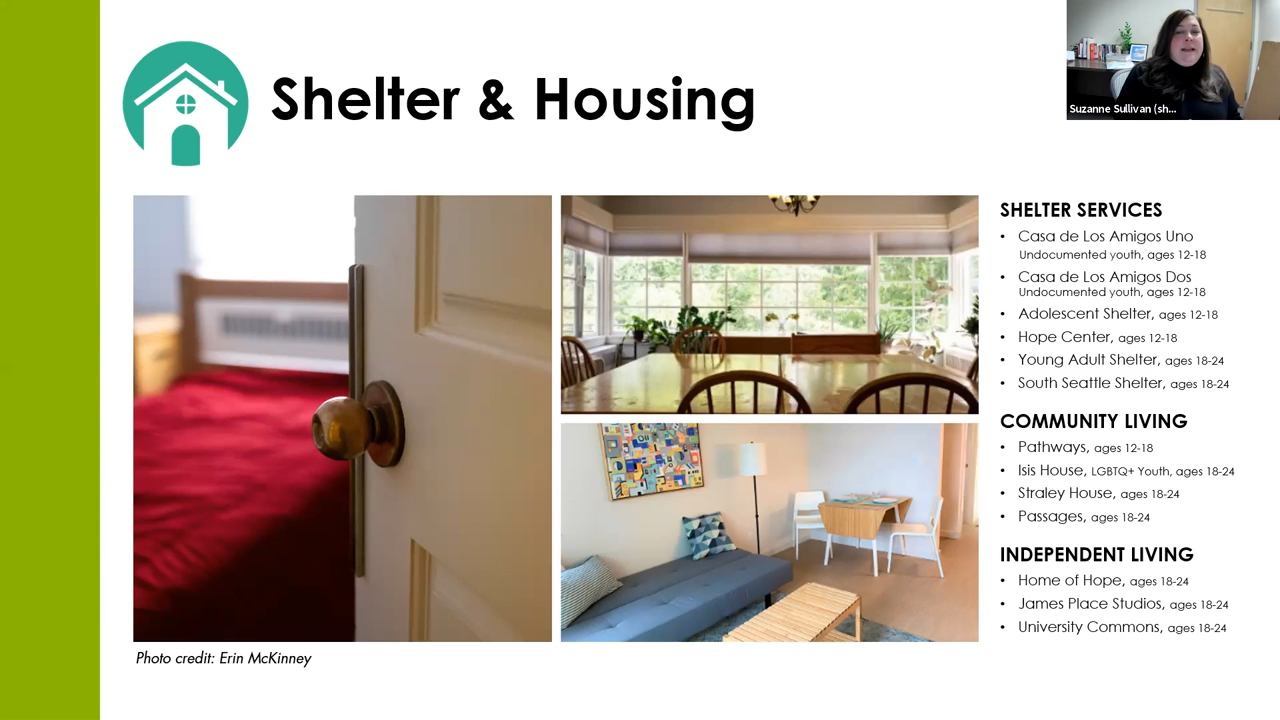 Shelter & Housing
Suzanne Sullivan (sh...
SHELTER SERVICES
• Casa de Los Amigos Uno
Undocumented youth, ages 12-18
• Casa de Los Amigos Dos
Undocumented youth, ages 12-18
• Adolescent Shelter, ages 12-18
• Hope Center, ages 12-18
• Young Adult Shelter, ages 18-24
• South Seattle Shelter, ages 18-24
COMMUNITY LIVING
• Pathways, ages 12-18
• Isis House, LGBTQ+ Youth, ages 18-24
• Straley House, ages 18-24
• Passages, ages 18-24
INDEPENDENT LIVING
• Home of Hope, ages 18-24
• James Place Studios, ages 18-24
• University Commons, ages 18-24
Photo credit: Erin McKinney